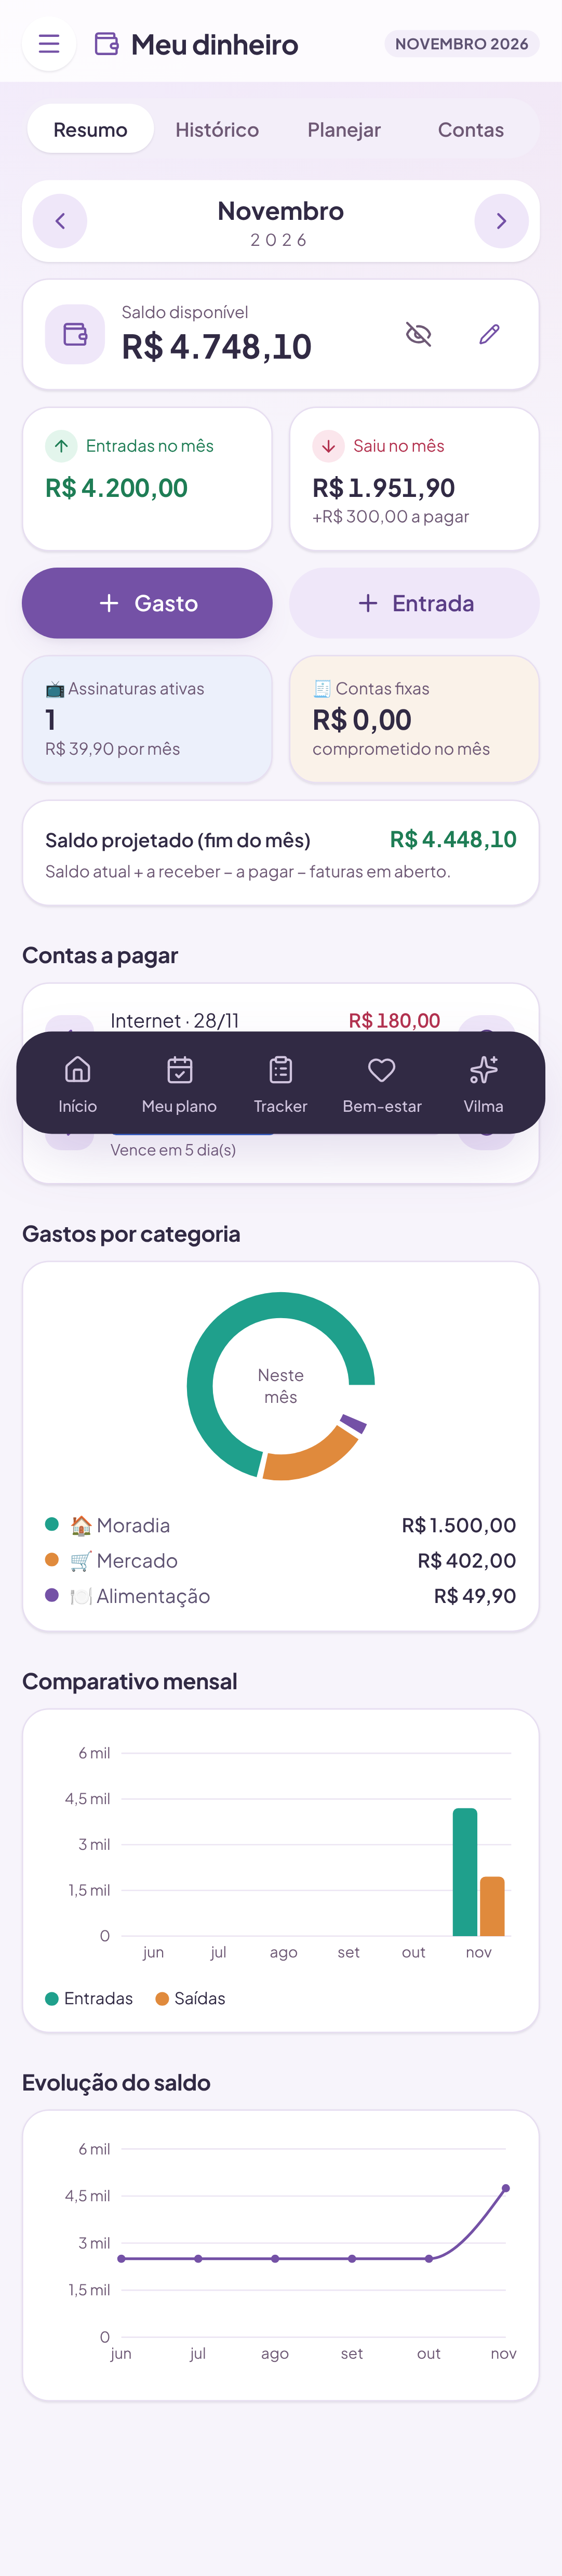 Meu dinheiro
NOVEMBRO 2026
Resumo
Histórico
Planejar
Contas
Novembro
2026
Saldo disponível
R$ 4.748,10
Entradas no mês
R$ 4.200,00
Saiu no mês
R$ 1.951,90
+R$ 300,00 a pagar
+ Gasto
+ Entrada
📺 Assinaturas ativas
1
R$ 39,90 por mês
🧾 Contas fixas
R$ 0,00
comprometido no mês
Saldo projetado (fim do mês)
R$ 4.448,10
Saldo atual + a receber – a pagar – faturas em aberto.
Contas a pagar
Internet · 28/11
R$ 180,00
Início
Meu plano
Tracker
Bem-estar
Vilma
Vence em 5 dia(s)
Gastos por categoria
Neste
mês
🏠 Moradia
R$ 1.500,00
🛒 Mercado
R$ 402,00
🍽️ Alimentação
R$ 49,90
Comparativo mensal
6 mil
4,5 mil
3 mil
1,5 mil
0
jun
jul
ago
set
out
nov
Entradas
Saídas
Evolução do saldo
6 mil
4,5 mil
3 mil
1,5 mil
0
jun
jul
ago
set
out
nov